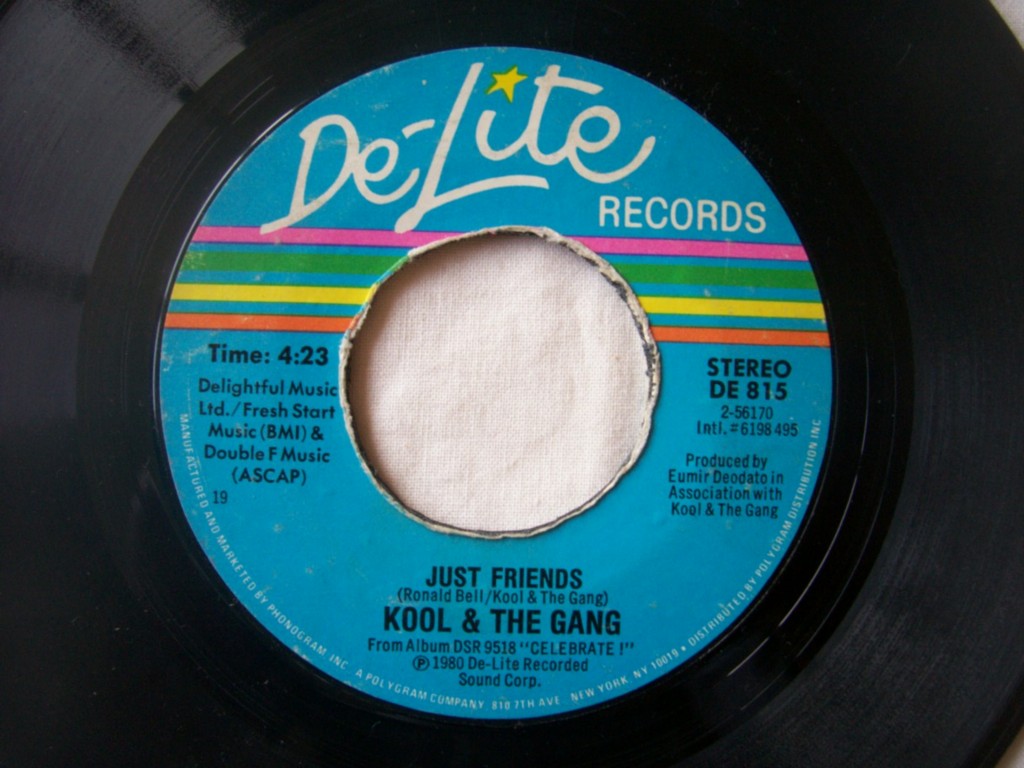 De-Lite
RECORDS
Time: 4:23
Delightful Music
Ltd./Fresh Start
Music (BMI) &
Double F Music
(ASCAP)
19
STEREO
DE 815
2-56170
Intl. #6198 495
Produced by
Eumir Deodato in
Association with
Kool & The Gang
JUST FRIENDS
(Ronald Bell/Kool & The Gang)
KOOL & THE GANG
From Album DSR 9518 "CELEBRATE !"
℗ 1980 De-Lite Recorded
Sound Corp.
MANUFACTURED AND MARKETED BY PHONOGRAM INC A POLYGRAM COMPANY 810 7TH AVE NEW YORK, NY 10019 • DISTRIBUTED BY POLYGRAM DISTRIBUTION INC